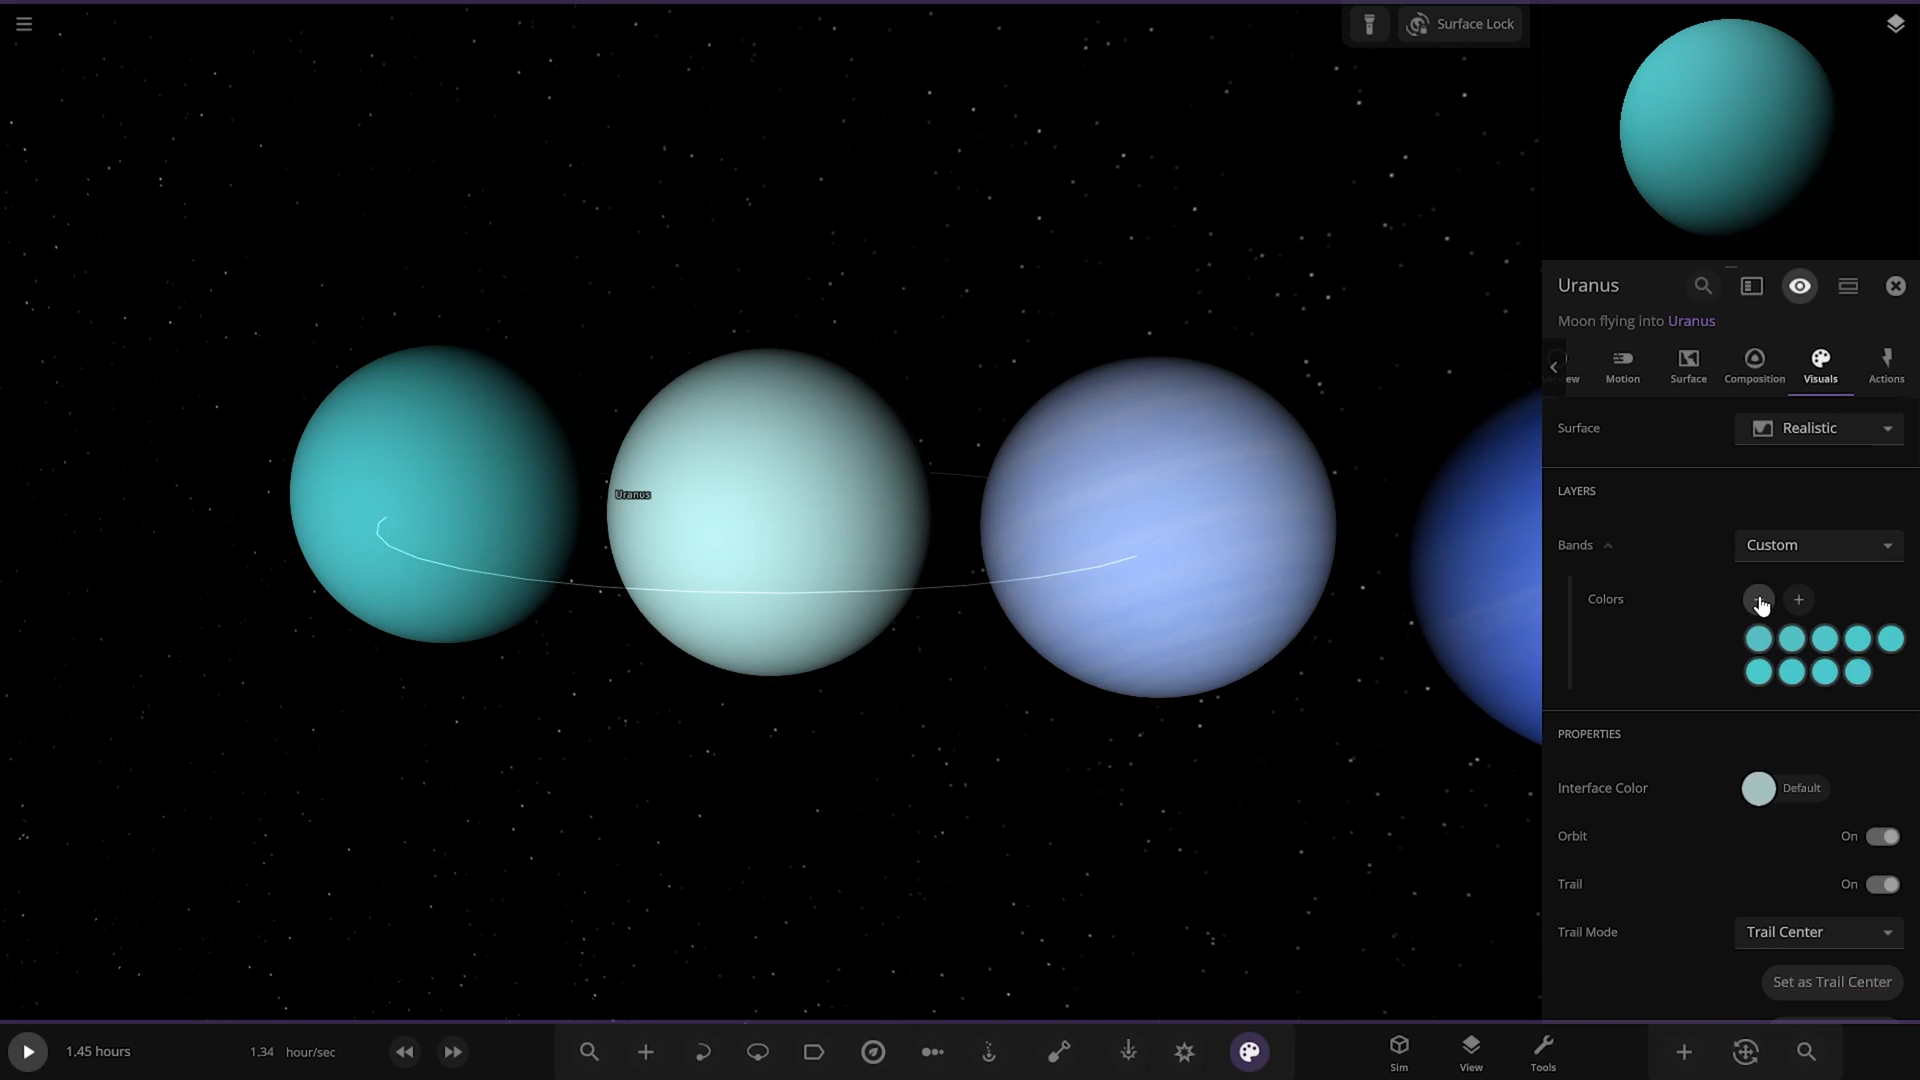 Surface Lock
Uranus
Uranus
Moon flying into Uranus
Motion
Surface
Composition
Visuals
Actions
Surface
Realistic
LAYERS
Bands
Custom
Colors
PROPERTIES
Interface Color
Default
Orbit
On
Trail
On
Trail Mode
Trail Center
Set as Trail Center
1.45 hours
1.34 hour/sec
Sim
View
Tools